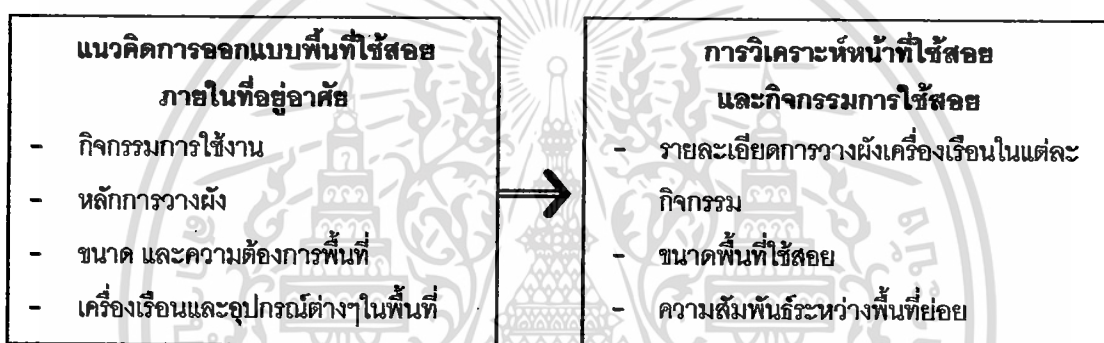 แนวคิดการออกแบบพื้นที่ใช้สอย
ภายในที่อยู่อาศัย
- กิจกรรมการใช้งาน
- หลักการวางผัง
- ขนาด และความต้องการพื้นที่
- เครื่องเรือนและอุปกรณ์ต่างๆในพื้นที่
การวิเคราะห์หน้าที่ใช้สอย
และกิจกรรมการใช้สอย
- รายละเอียดการวางผังเครื่องเรือนในแต่ละ
กิจกรรม
- ขนาดพื้นที่ใช้สอย
- ความสัมพันธ์ระหว่างพื้นที่ย่อย